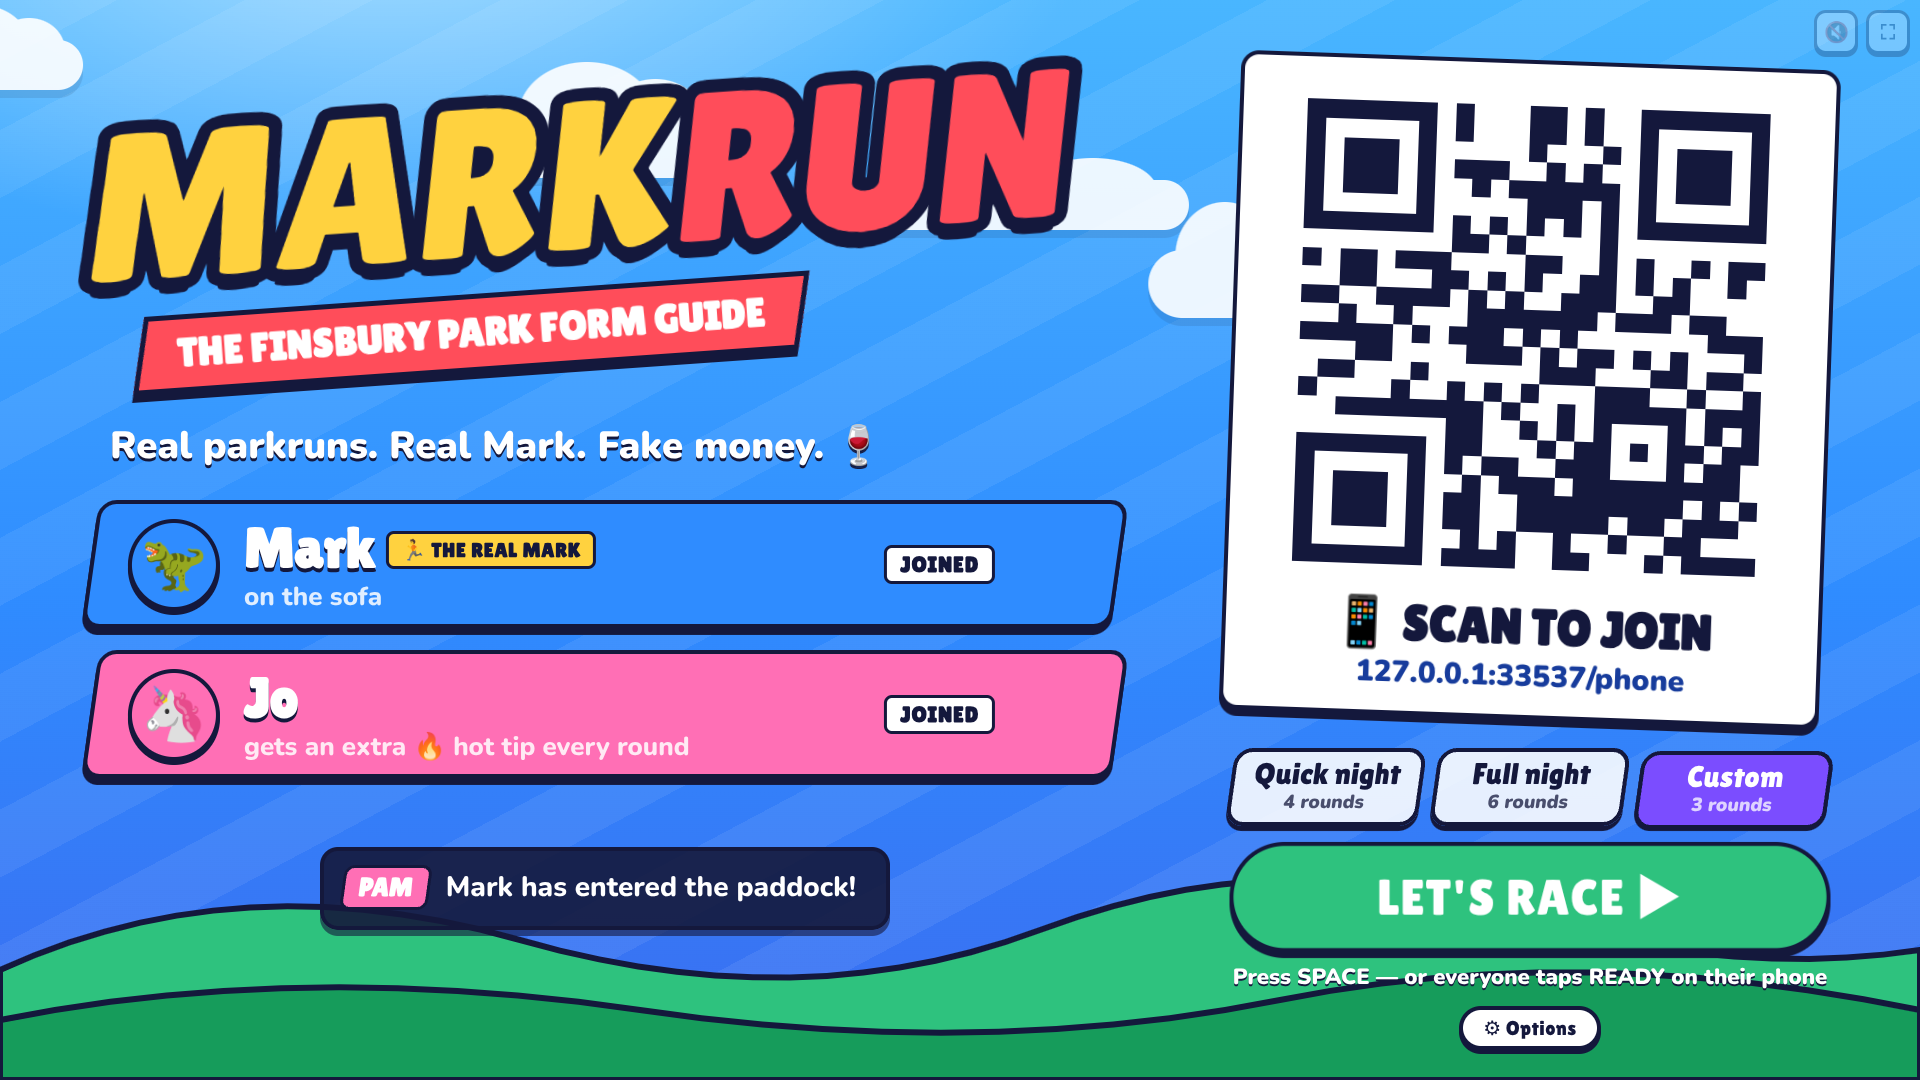 MARKRUN
THE FINSBURY PARK FORM GUIDE
Real parkruns. Real Mark. Fake money.
Mark
THE REAL MARK
on the sofa
JOINED
Jo
gets an extra 🔥 hot tip every round
JOINED
PAM Mark has entered the paddock!
SCAN TO JOIN
127.0.0.1:33537/phone
Quick night
4 rounds
Full night
6 rounds
Custom
3 rounds
LET'S RACE ▶
Press SPACE — or everyone taps READY on their phone
⚙ Options